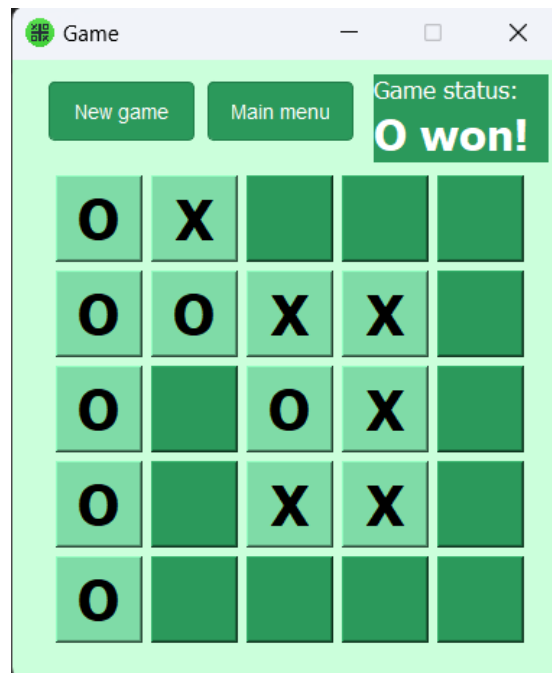 Game
New game Main menu Game status:
O won!
O X
O O X X
O O X
O X X
O